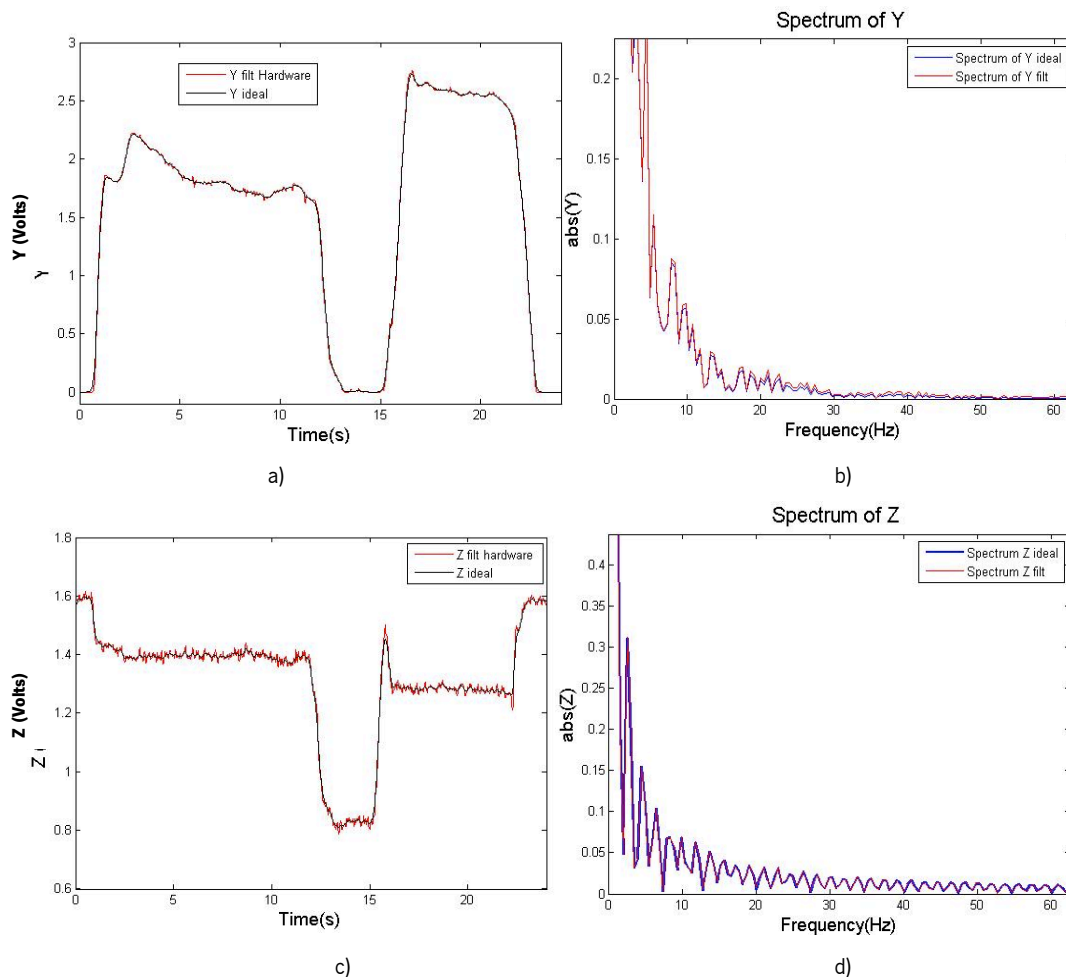 3
2.5
2
1.5
1
0.5
0
0
5
10
15
20
Y filt Hardware
Y ideal
Y (Volts)
Y
Time(s)
a)
Spectrum of Y
0.2
0.15
0.1
0.05
0
0
10
20
30
40
50
60
Spectrum of Y ideal
Spectrum of Y filt
abs(Y)
Frequency(Hz)
b)
1.8
1.6
1.4
1.2
1
0.8
0.6
0
5
10
15
20
Z filt hardware
Z ideal
Z (Volts)
Z (
Time(s)
c)
Spectrum of Z
0.4
0.35
0.3
0.25
0.2
0.15
0.1
0.05
0
0
10
20
30
40
50
60
Spectrum Z ideal
Spectrum Z filt
abs(Z)
Frequency(Hz)
d)